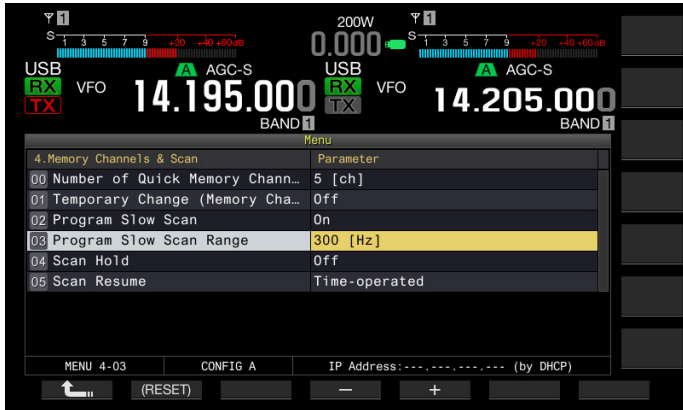 1 200W 1
S 1 3 5 7 9 +20 +40 +60dB 0.000 S 1 3 5 7 9 +20 +40 +60dB
USB A AGC-S USB A AGC-S
RX VFO 14.195.000 RX VFO 14.205.000
TX TX
BAND 1 BAND 1
Menu
4.Memory Channels & Scan Parameter
00 Number of Quick Memory Chann… 5 [ch]
01 Temporary Change (Memory Cha… Off
02 Program Slow Scan On
03 Program Slow Scan Range 300 [Hz]
04 Scan Hold Off
05 Scan Resume Time-operated
MENU 4-03 CONFIG A IP Address:---.---.---.--- (by DHCP)
(RESET) − +